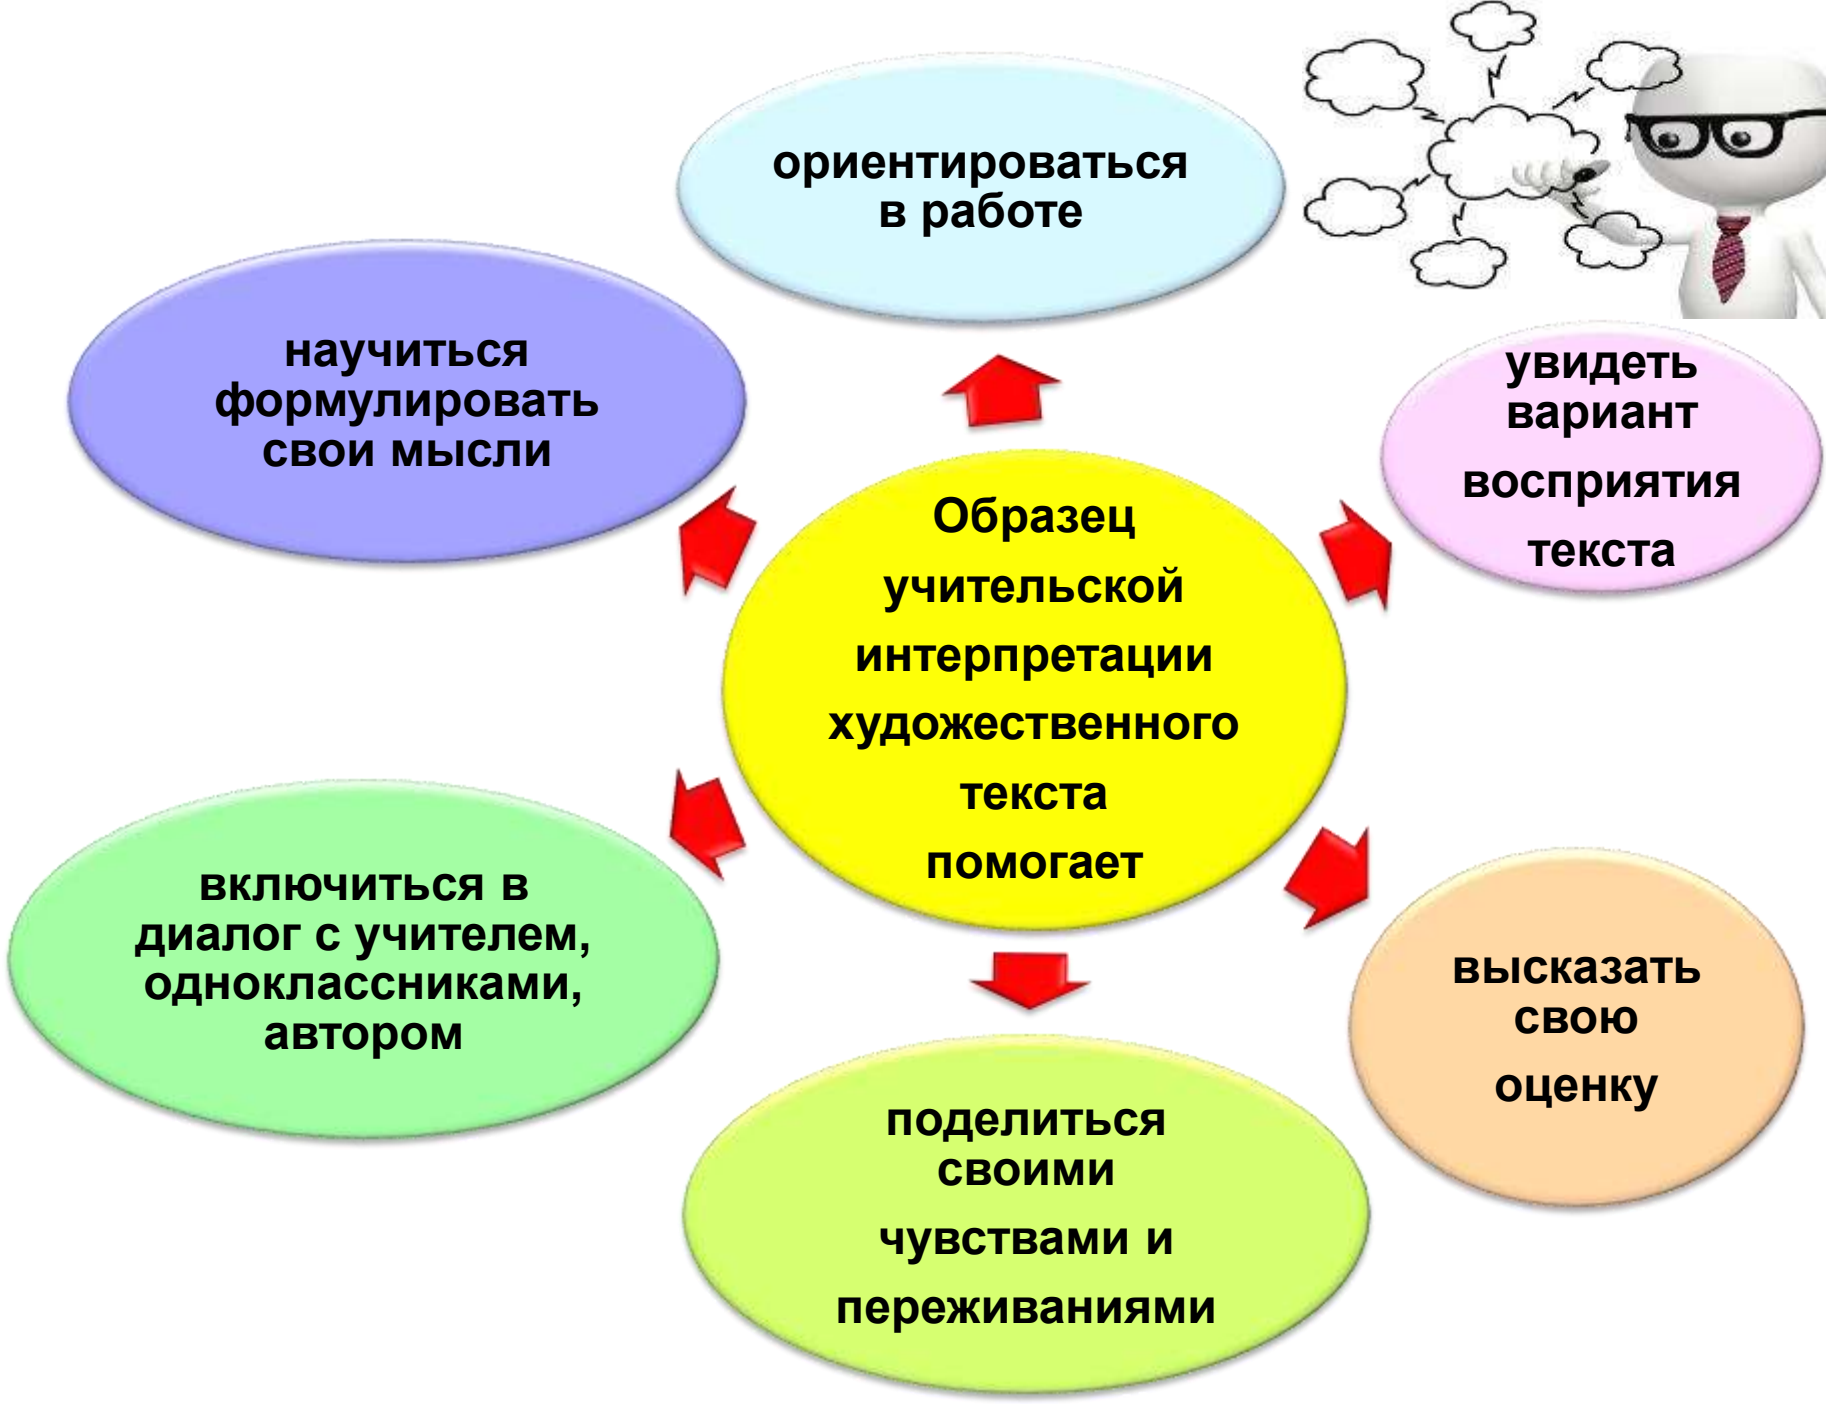 ориентироваться
в работе
научиться
формулировать
свои мысли
увидеть
вариант
восприятия
текста
Образец
учительской
интерпретации
художественного
текста
помогает
включиться в
диалог с учителем,
одноклассниками,
автором
высказать
свою
оценку
поделиться
своими
чувствами и
переживаниями